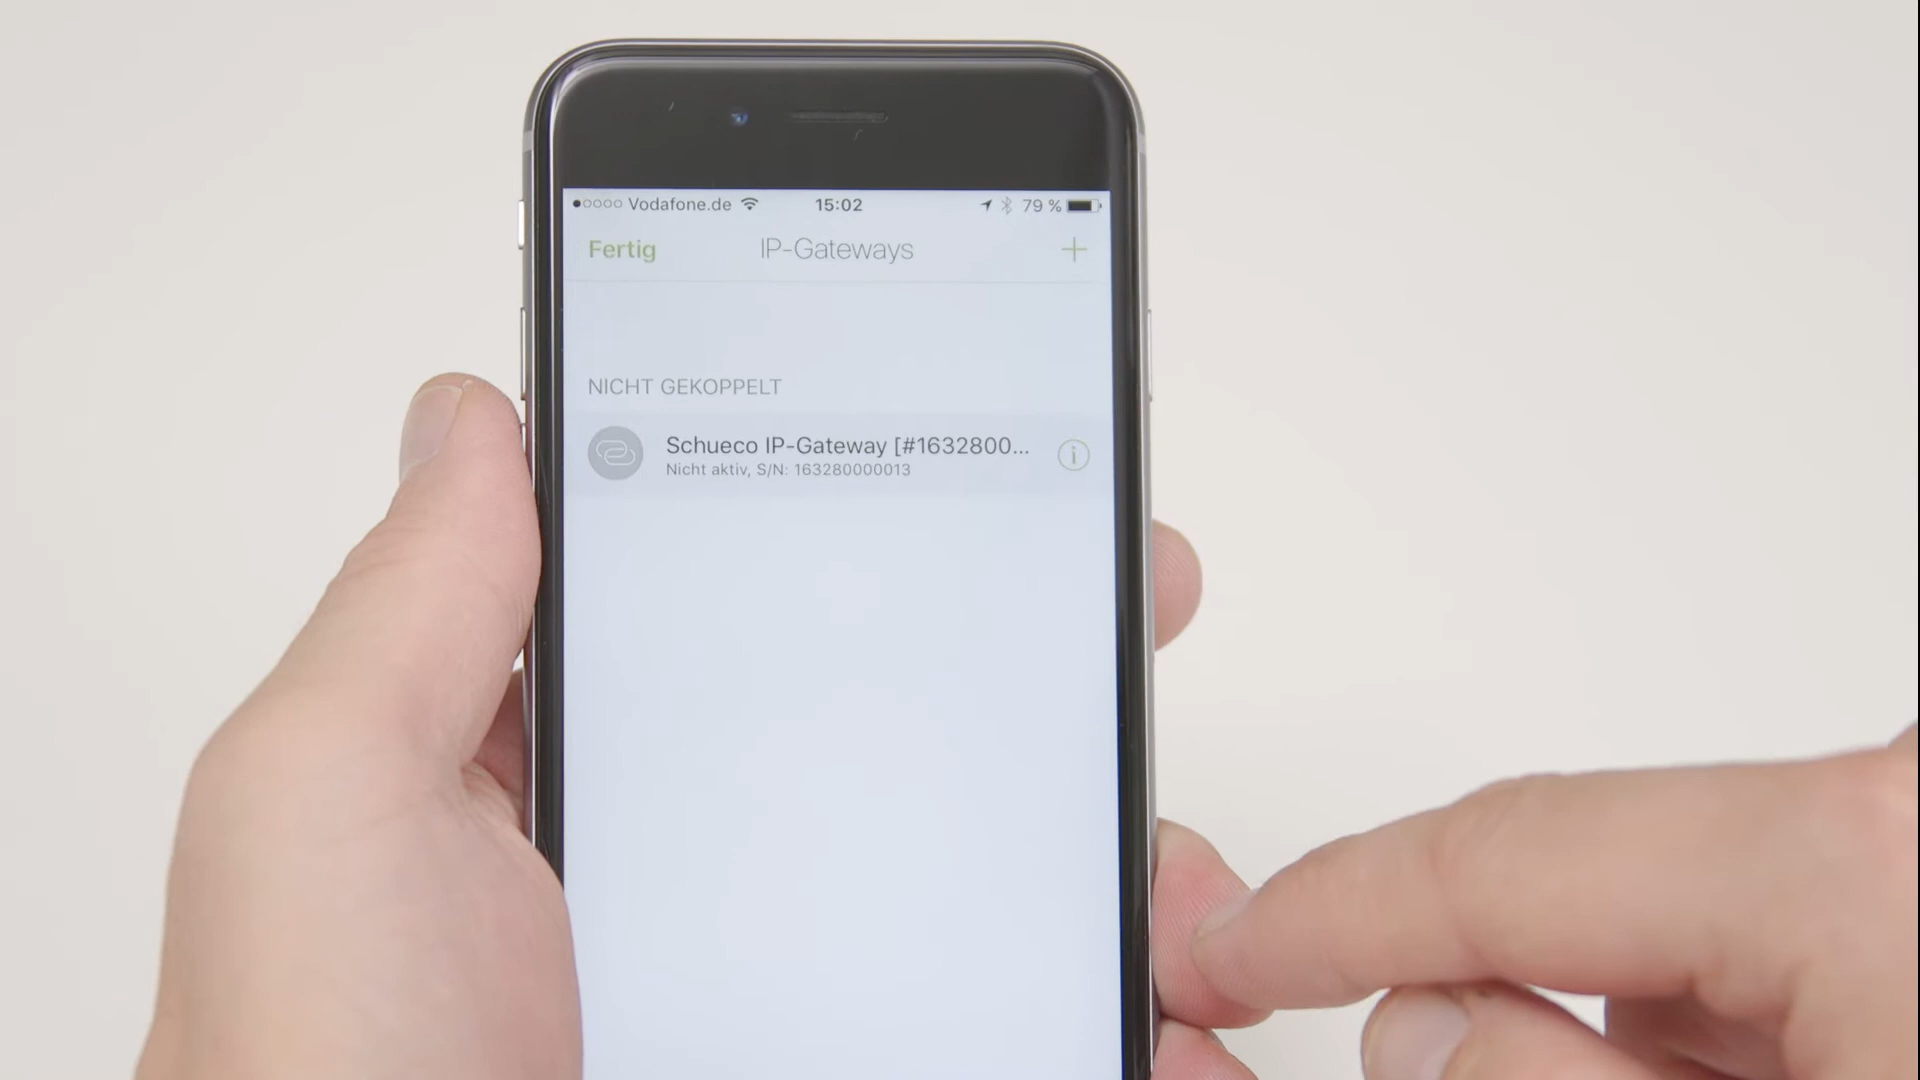 Vodafone.de 15:02 79 %
Fertig IP-Gateways +
NICHT GEKOPPELT
Schueco IP-Gateway [#1632800...
Nicht aktiv, S/N: 163280000013